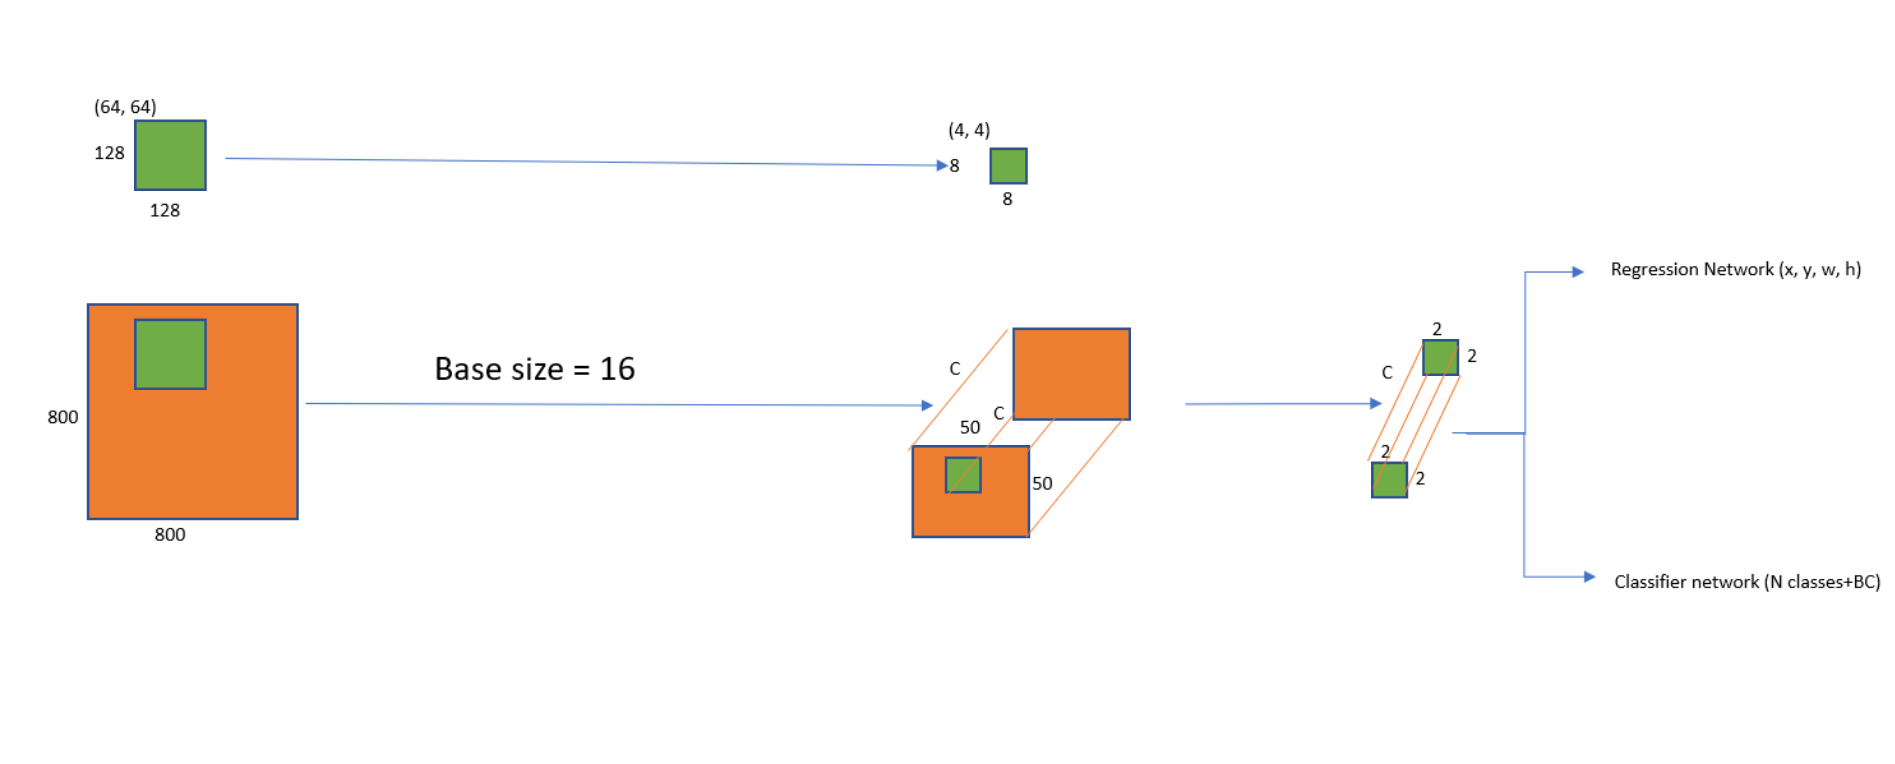 (64, 64)
128
128
(4, 4)
8
8
800
800
Base size = 16
C
C
50
50
2
2
C
2
2
Regression Network (x, y, w, h)
Classifier network (N classes+BC)